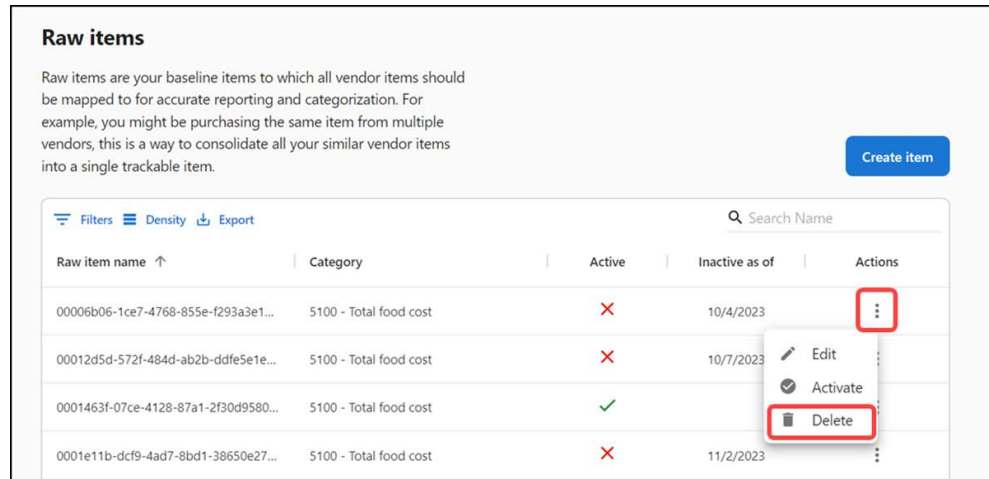 Raw items
Raw items are your baseline items to which all vendor items should
be mapped to for accurate reporting and categorization. For
example, you might be purchasing the same item from multiple
vendors, this is a way to consolidate all your similar vendor items
into a single trackable item.
Create item
Filters Density Export Search Name
Raw item name Category Active Inactive as of Actions
00006b06-1ce7-4768-855e-f293a3e1... 5100 - Total food cost 10/4/2023
00012d5d-572f-484d-ab2b-ddfe5e1e... 5100 - Total food cost 10/7/2023
0001463f-07ce-4128-87a1-2f30d9580... 5100 - Total food cost
0001e11b-dcf9-4ad7-8bd1-38650e27... 5100 - Total food cost 11/2/2023
Edit
Activate
Delete